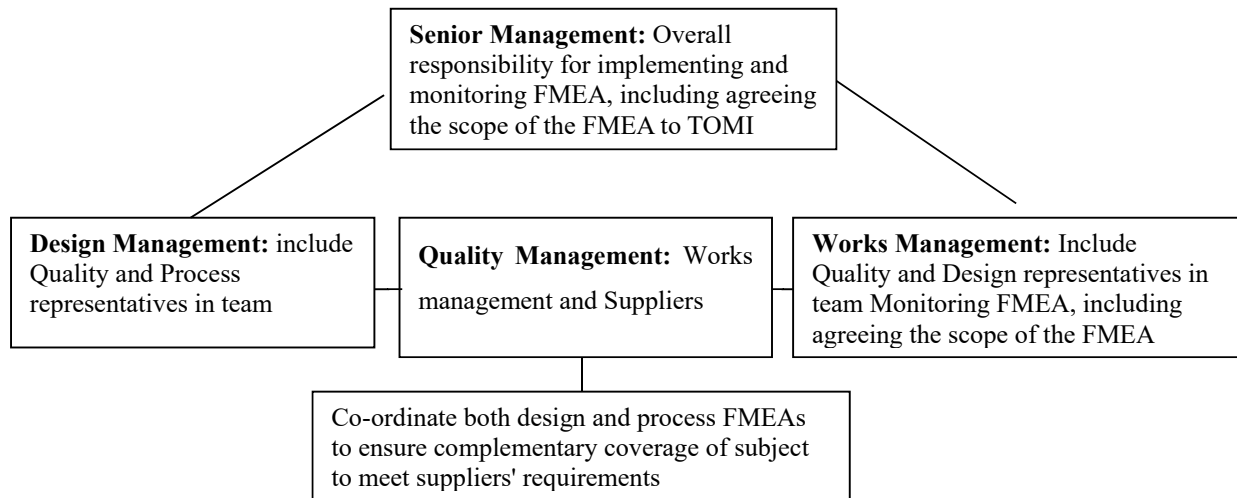 Senior Management: Overall
responsibility for implementing and
monitoring FMEA, including agreeing
the scope of the FMEA to TOMI
Design Management: include
Quality and Process
representatives in team
Quality Management: Works
management and Suppliers
Works Management: Include
Quality and Design representatives in
team Monitoring FMEA, including
agreeing the scope of the FMEA
Co-ordinate both design and process FMEAs
to ensure complementary coverage of subject
to meet suppliers' requirements